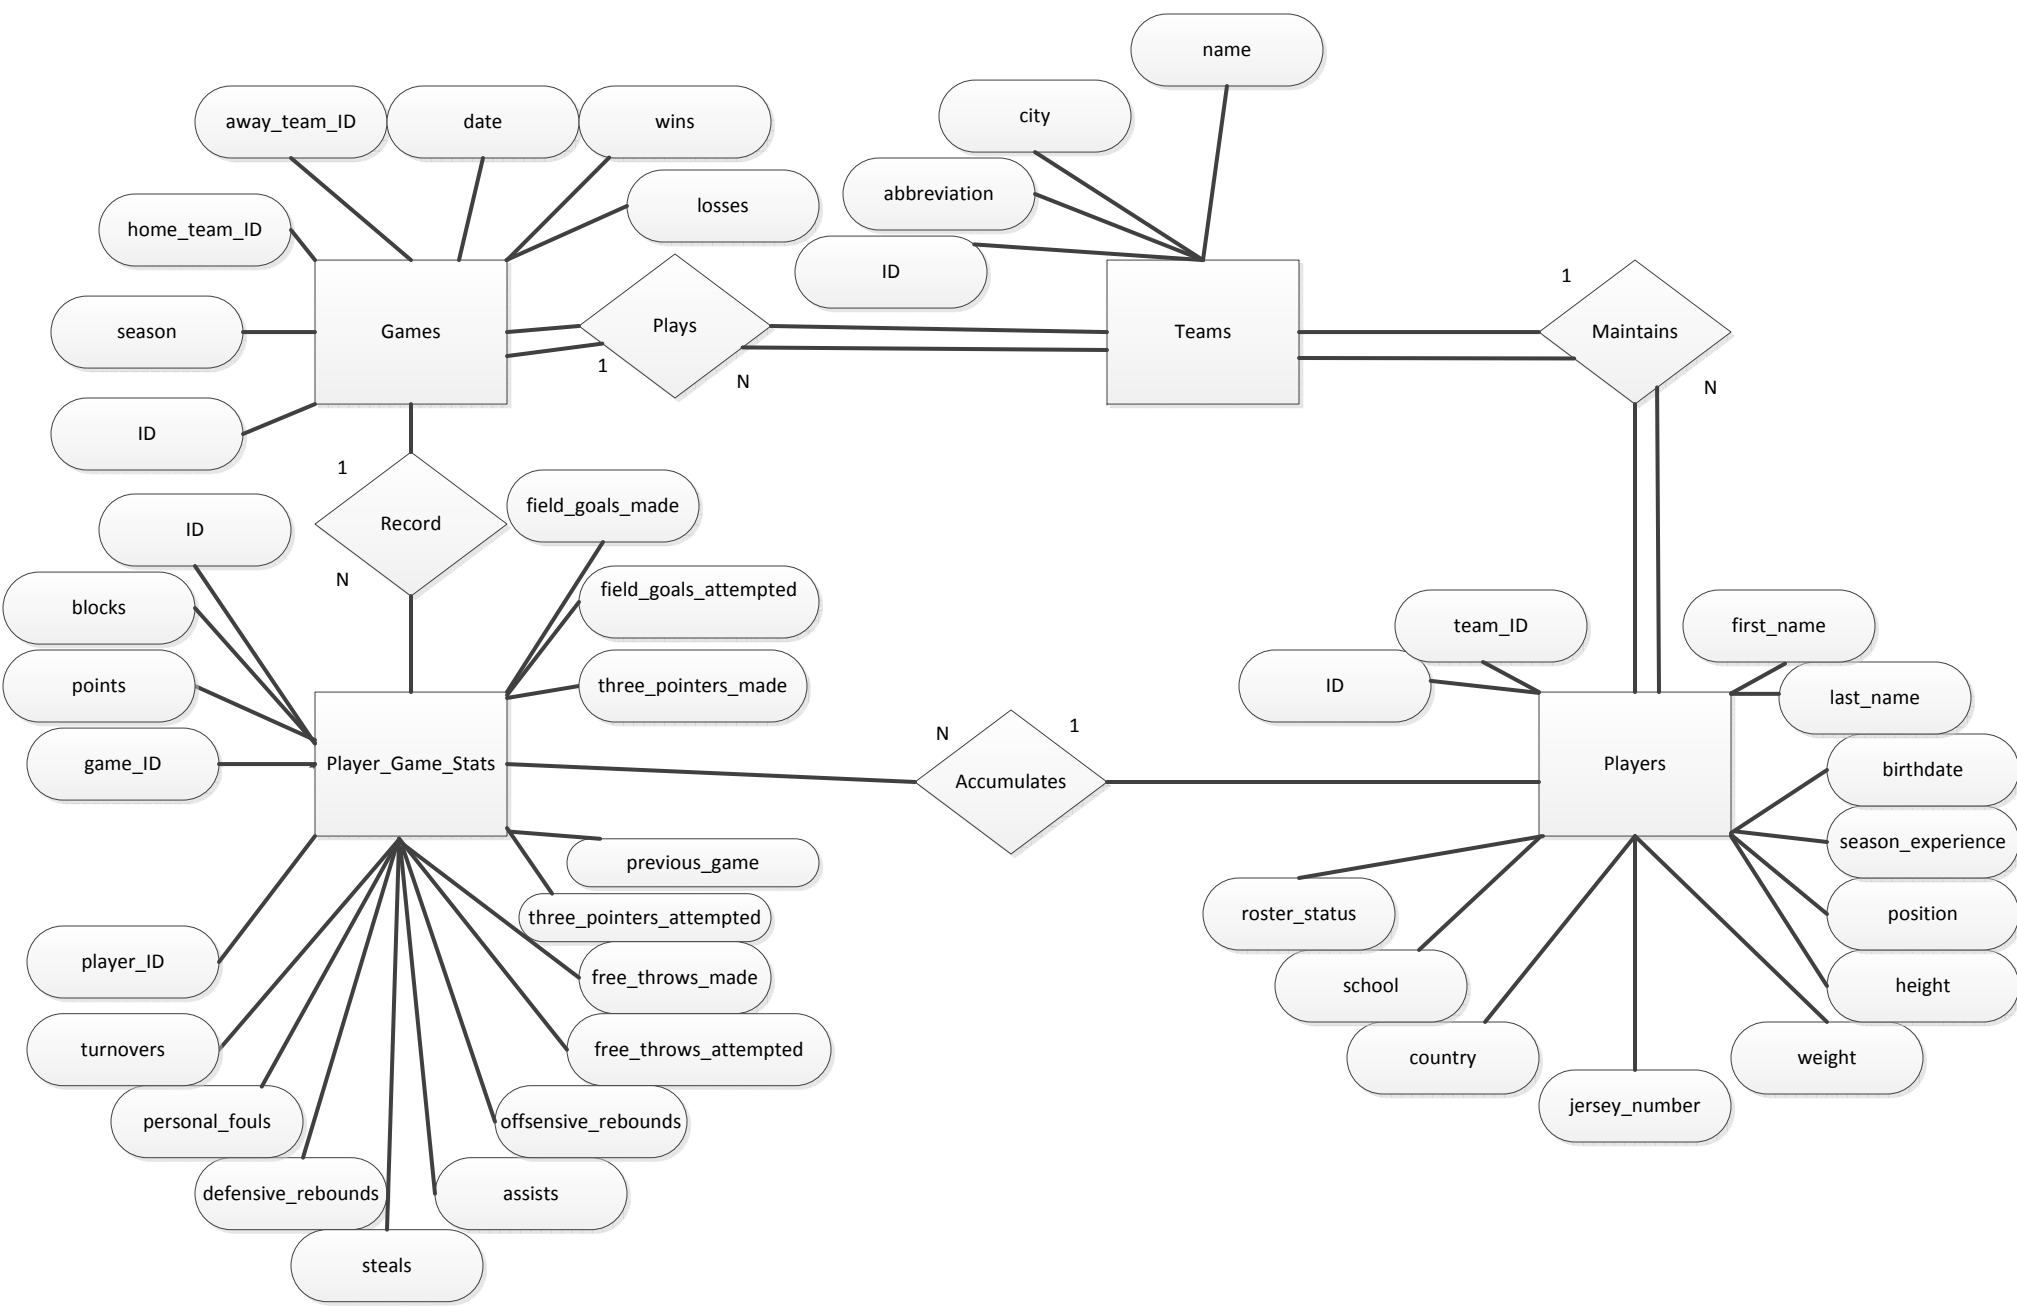 name
city
away_team_ID
date
wins
abbreviation
losses
home_team_ID
ID
1
season
Games
Plays
Teams
Maintains
1
N
N
ID
1
Record
field_goals_made
ID
N
field_goals_attempted
blocks
team_ID
first_name
points
three_pointers_made
ID
last_name
N
1
game_ID
Player_Game_Stats
Accumulates
Players
birthdate
previous_game
season_experience
three_pointers_attempted
roster_status
position
player_ID
free_throws_made
school
height
turnovers
free_throws_attempted
country
weight
personal_fouls
offsensive_rebounds
jersey_number
defensive_rebounds
assists
steals